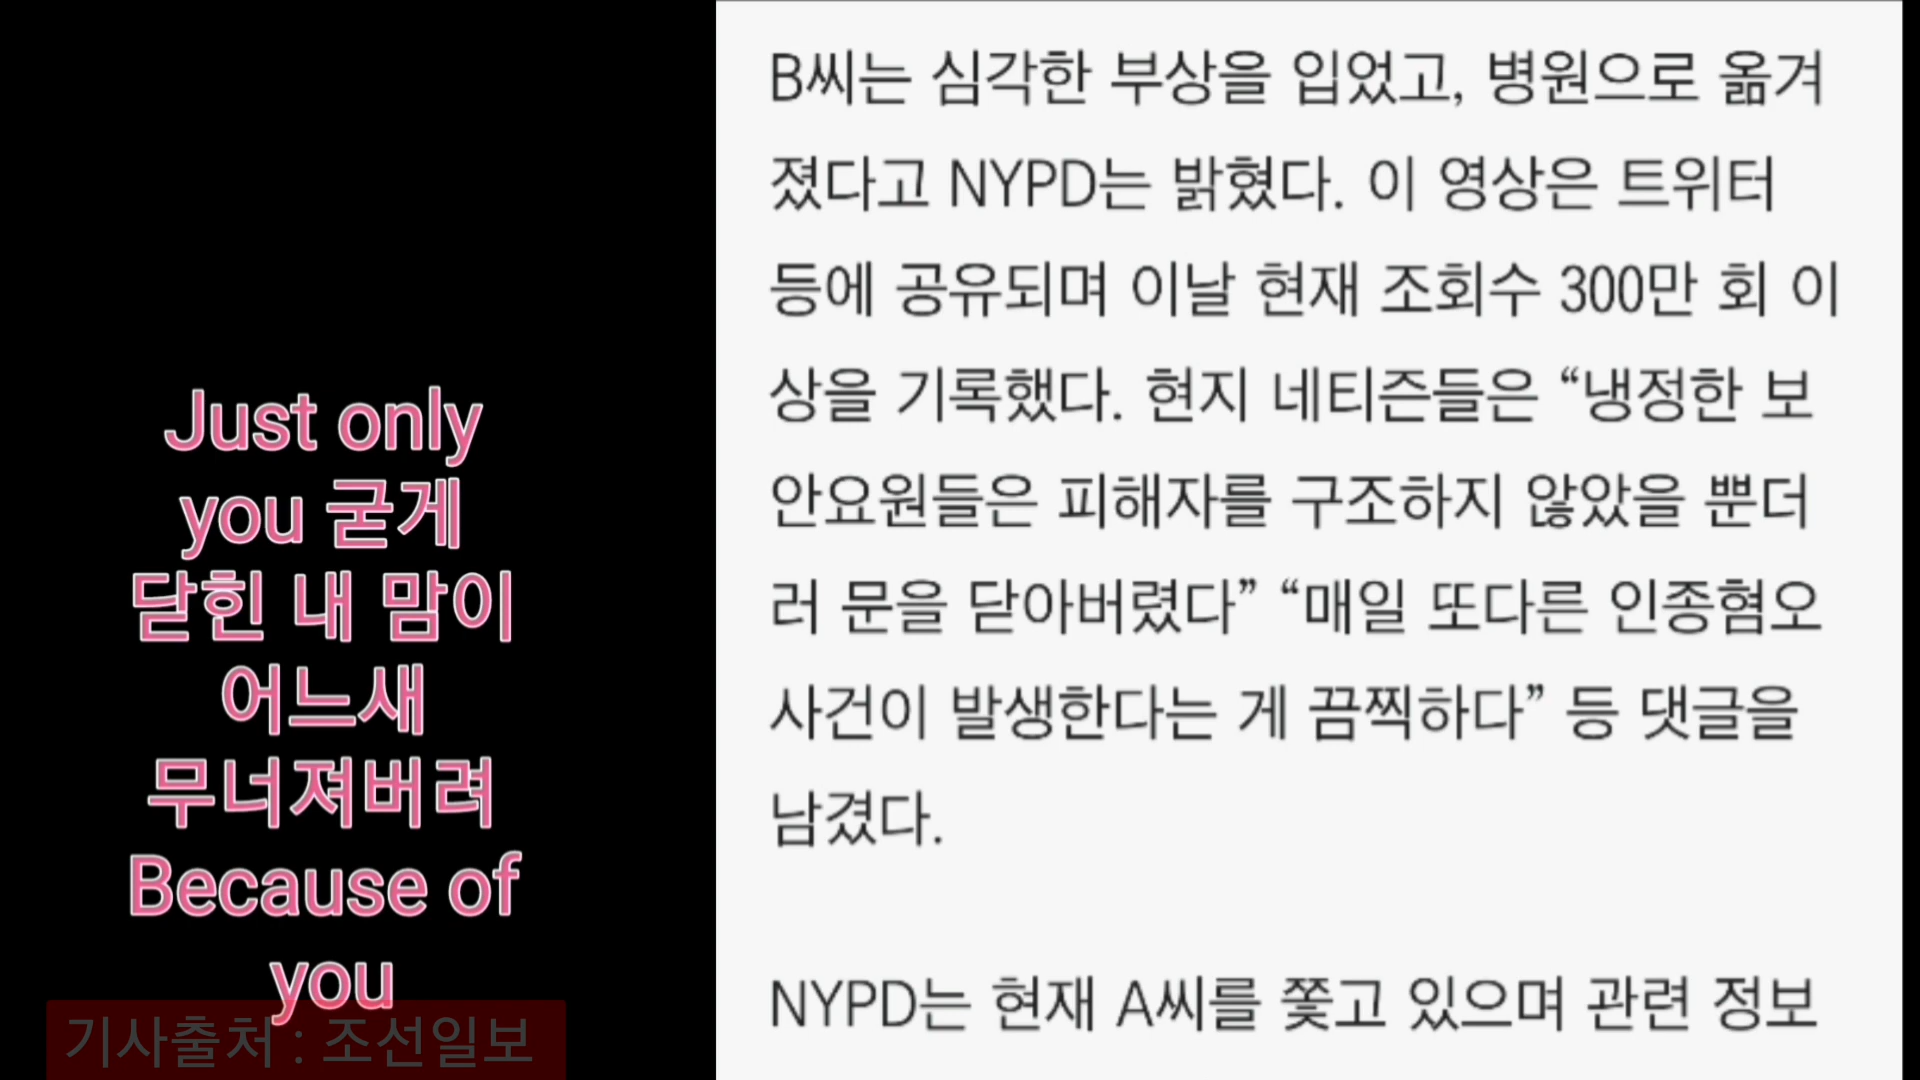 Just only
you 굳게
닫힌 내 맘이
어느새
무너져버려
Because of
you
기사출처 : 조선일보
B씨는 심각한 부상을 입었고, 병원으로 옮겨
졌다고 NYPD는 밝혔다. 이 영상은 트위터
등에 공유되며 이날 현재 조회수 300만 회 이
상을 기록했다. 현지 네티즌들은 “냉정한 보
안요원들은 피해자를 구조하지 않았을 뿐더
러 문을 닫아버렸다” “매일 또다른 인종혐오
사건이 발생한다는 게 끔찍하다” 등 댓글을
남겼다.
NYPD는 현재 A씨를 쫓고 있으며 관련 정보